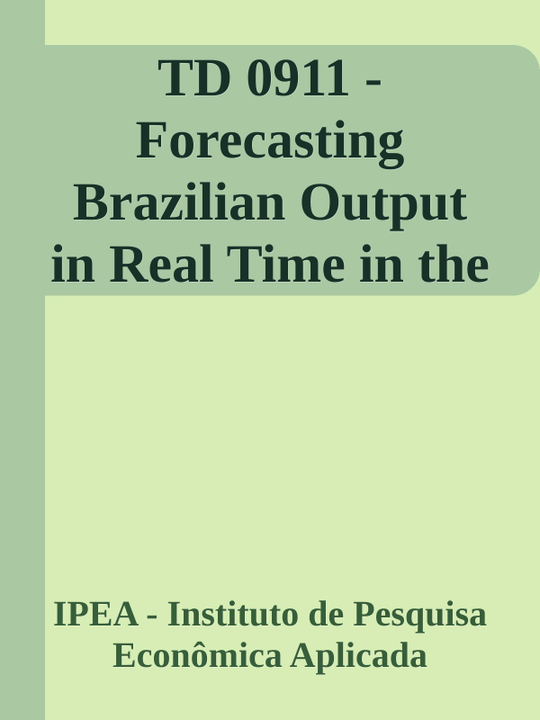 TD 0911 -
Forecasting
Brazilian Output
in Real Time in the
IPEA - Instituto de Pesquisa
Econômica Aplicada